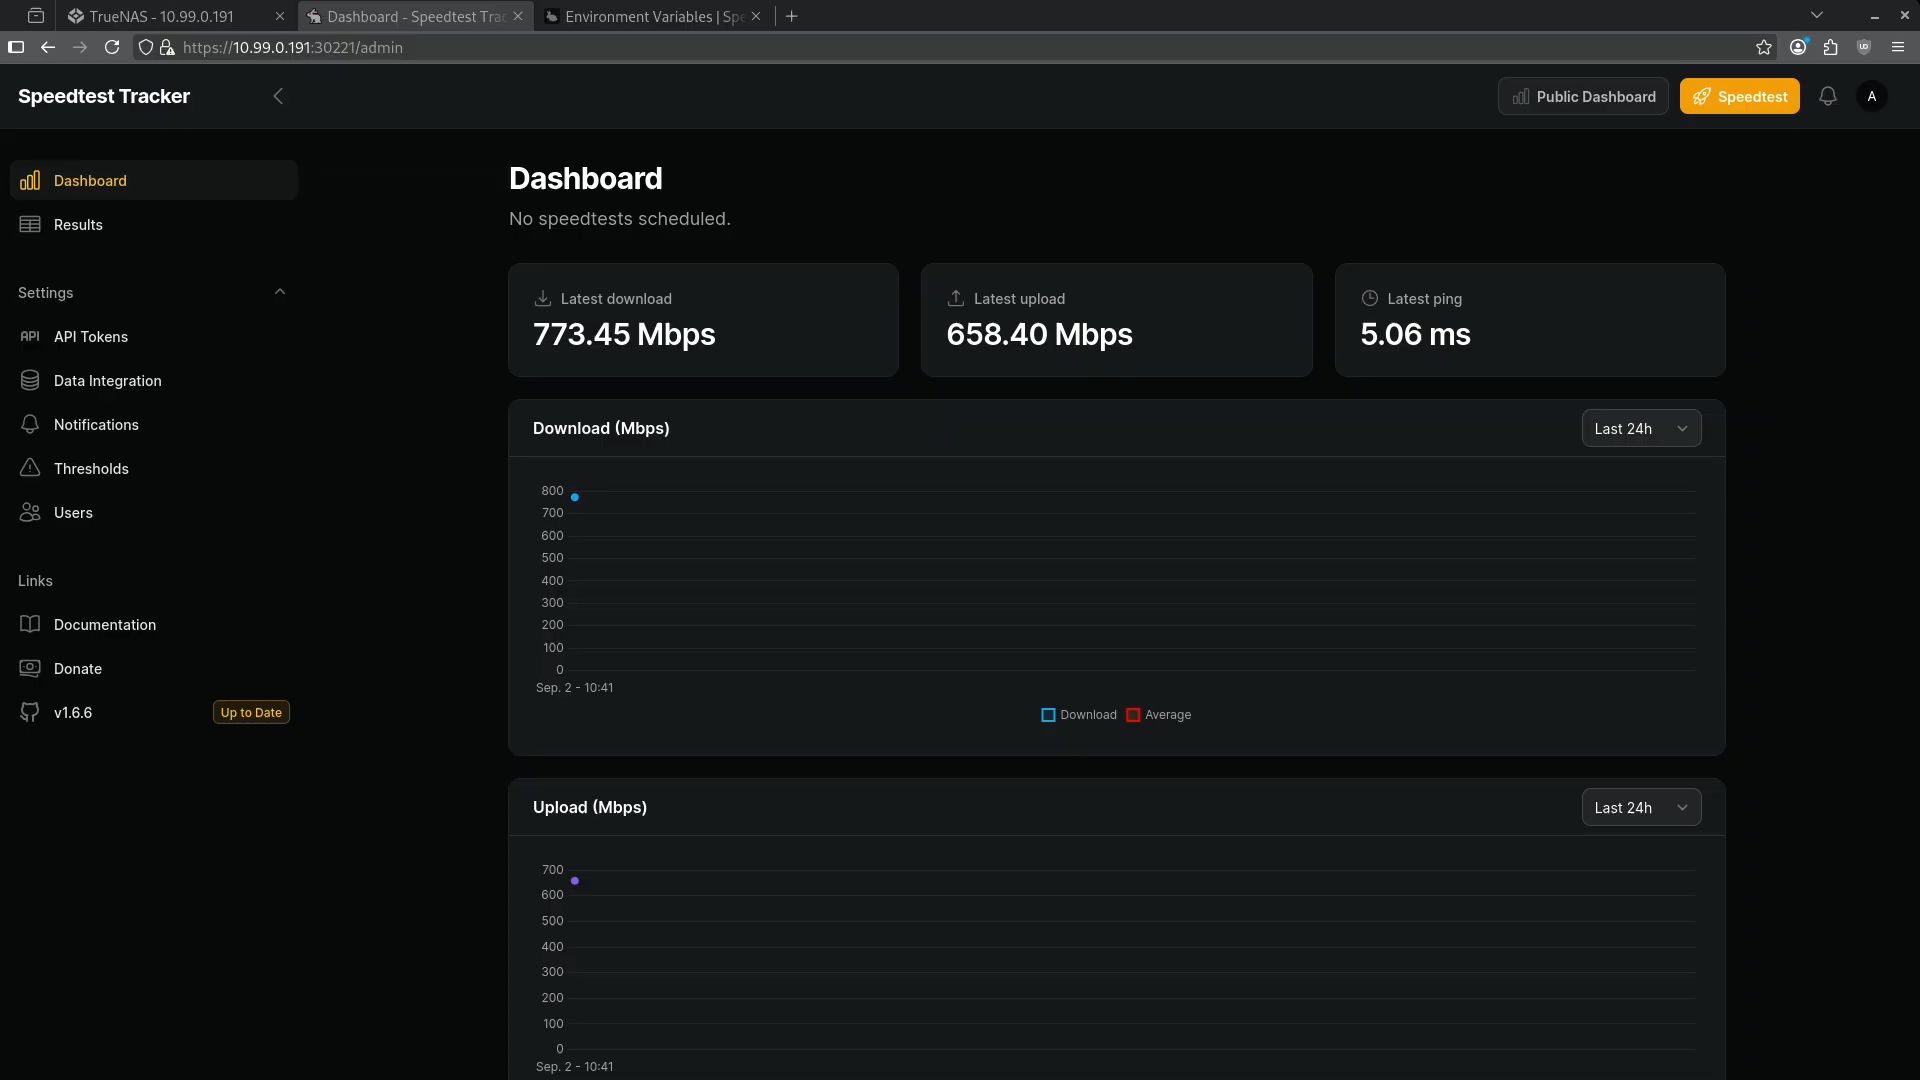 TrueNAS - 10.99.0.191
Dashboard - Speedtest Trac
Environment Variables | Spe
https://10.99.0.191:30221/admin
Speedtest Tracker
Public Dashboard
Speedtest
A
Dashboard
Results
Settings
API Tokens
Data Integration
Notifications
Thresholds
Users
Links
Documentation
Donate
v1.6.6
Up to Date
Dashboard
No speedtests scheduled.
Latest download
773.45 Mbps
Latest upload
658.40 Mbps
Latest ping
5.06 ms
Download (Mbps)
Last 24h
800
700
600
500
400
300
200
100
0
Sep. 2 - 10:41
Download
Average
Upload (Mbps)
Last 24h
700
600
500
400
300
200
100
0
Sep. 2 - 10:41